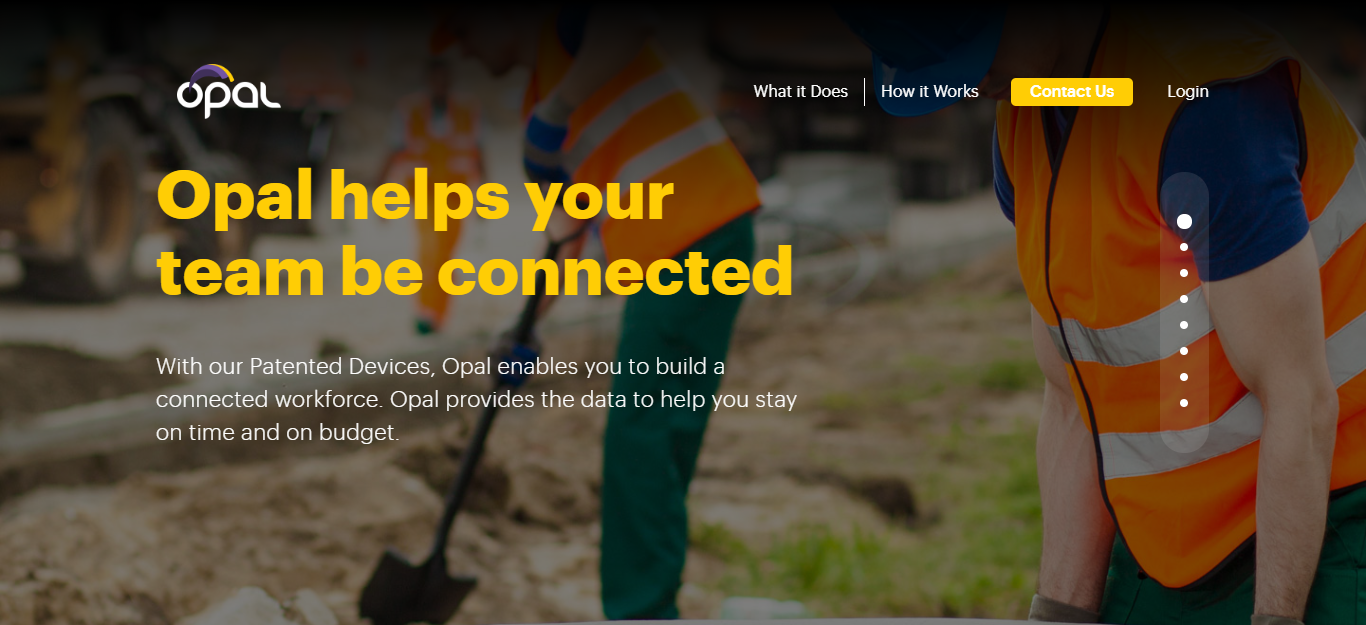 opal
What it Does
How it Works
Contact Us
Login
Opal helps your
team be connected
With our Patented Devices, Opal enables you to build a
connected workforce. Opal provides the data to help you stay
on time and on budget.